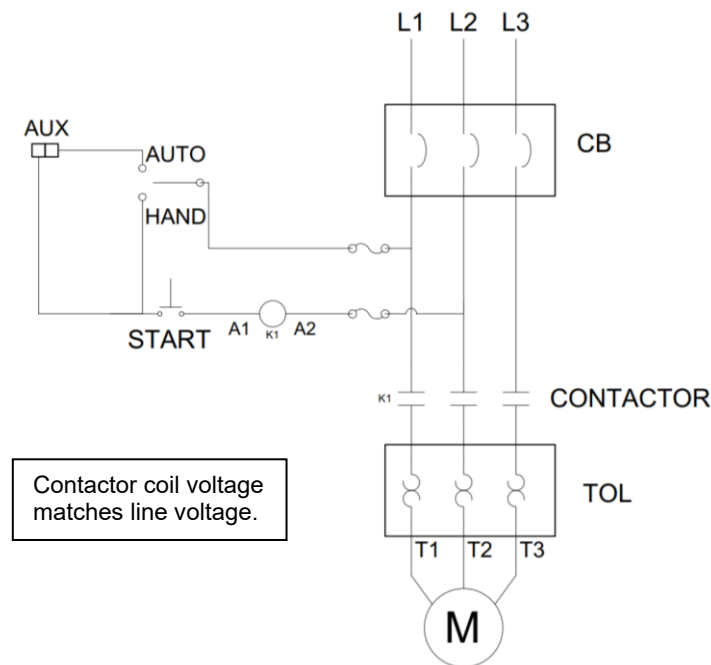 L1 L2 L3
AUX
CB
AUTO
HAND
START
A1 K1 A2
K1
CONTACTOR
Contactor coil voltage
matches line voltage.
TOL
T1 T2 T3
M